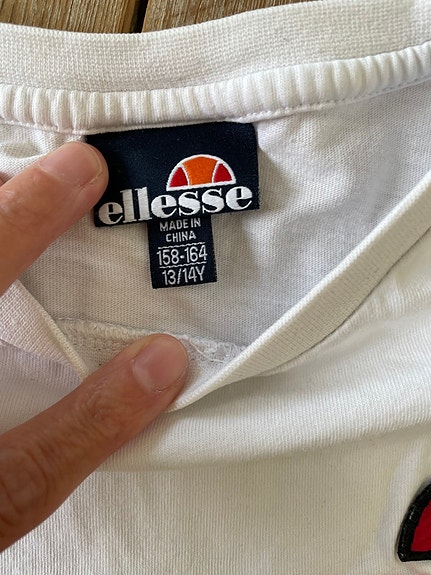 ellesse
MADE IN
CHINA
158-164
13/14Y